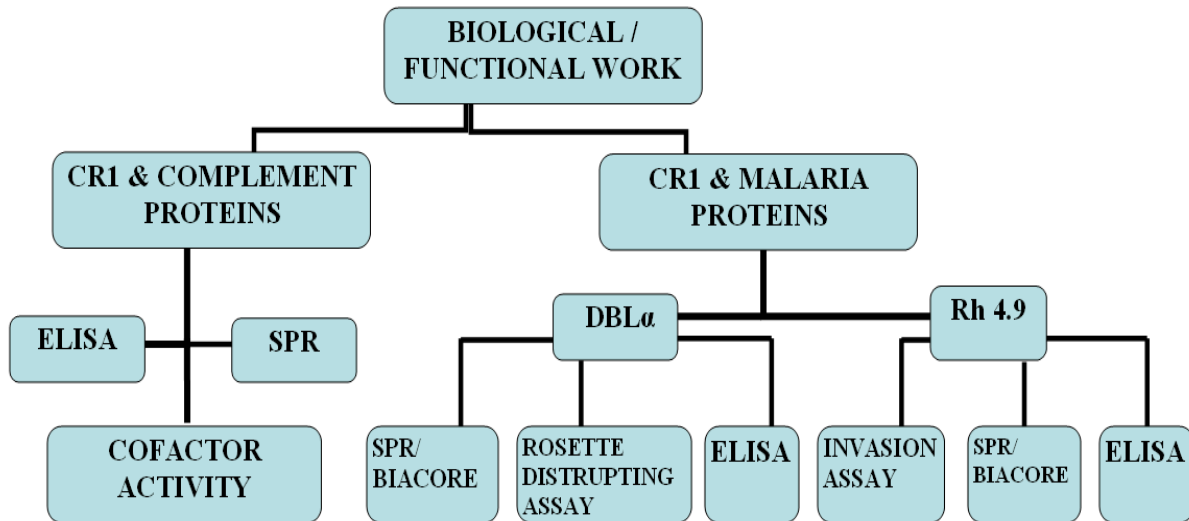 BIOLOGICAL /
FUNCTIONAL WORK
CR1 & COMPLEMENT
PROTEINS
CR1 & MALARIA
PROTEINS
ELISA
SPR
COFACTOR
ACTIVITY
DBLα
Rh 4.9
SPR/
BIACORE
ROSETTE
DISTRUPTING
ASSAY
ELISA
INVASION
ASSAY
SPR/
BIACORE
ELISA